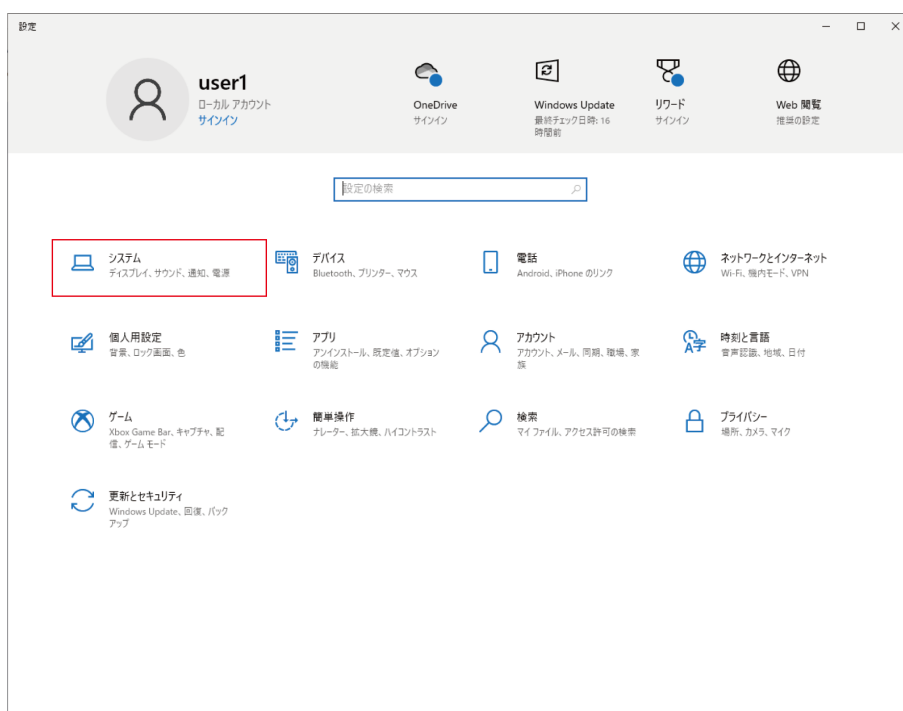 設定
user1
ローカル アカウント
サインイン
OneDrive
サインイン
Windows Update
最終チェック日時: 16
時間前
リワード
サインイン
Web 閲覧
推奨の設定
設定の検索
システム
ディスプレイ、サウンド、通知、電源
デバイス
Bluetooth、プリンター、マウス
電話
Android、iPhone のリンク
ネットワークとインターネット
Wi-Fi、機内モード、VPN
個人用設定
背景、ロック画面、色
アプリ
アンインストール、既定値、オプション
の機能
アカウント
アカウント、メール、同期、職場、家
族
時刻と言語
音声認識、地域、日付
ゲーム
Xbox Game Bar、キャプチャ、配
信、ゲーム モード
簡単操作
ナレーター、拡大鏡、ハイコントラスト
検索
マイ ファイル、アクセス許可の検索
プライバシー
場所、カメラ、マイク
更新とセキュリティ
Windows Update、回復、バック
アップ